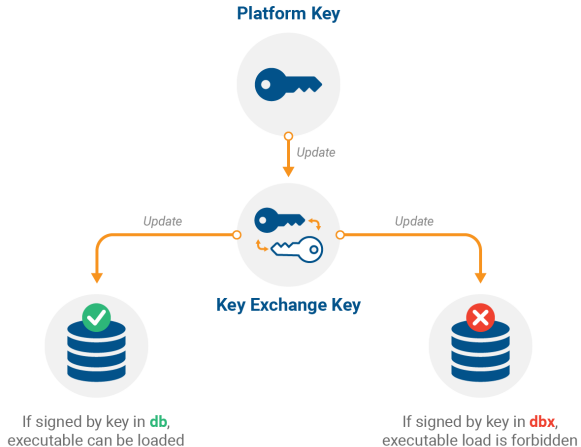 Platform Key
Update
Update
Update
Key Exchange Key
If signed by key in db,
executable can be loaded
If signed by key in dbx,
executable load is forbidden